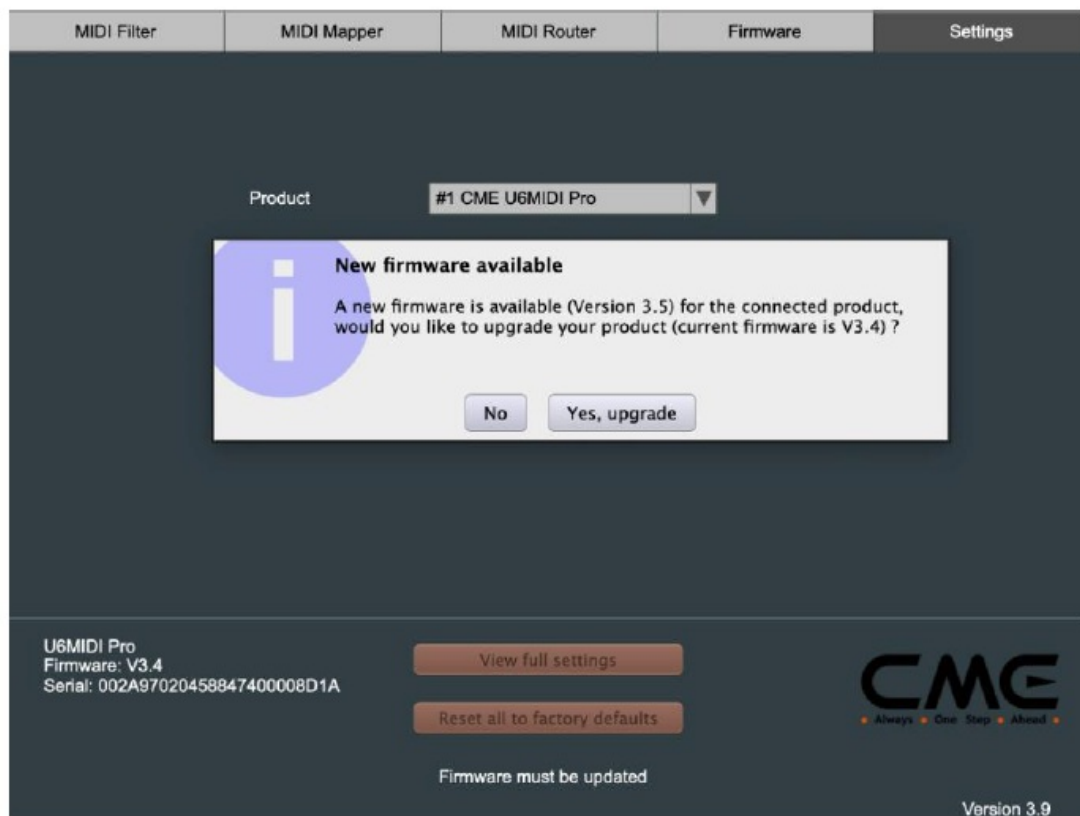 MIDI Filter
MIDI Mapper
MIDI Router
Firmware
Settings
Product
#1 CME U6MIDI Pro
i
New firmware available
A new firmware is available (Version 3.5) for the connected product,
would you like to upgrade your product (current firmware is V3.4) ?
No
Yes, upgrade
U6MIDI Pro
Firmware: V3.4
Serial: 002A97020458847400008D1A
View full settings
Reset all to factory defaults
Firmware must be updated
CME
Always • One Step • Ahead
Version 3.9